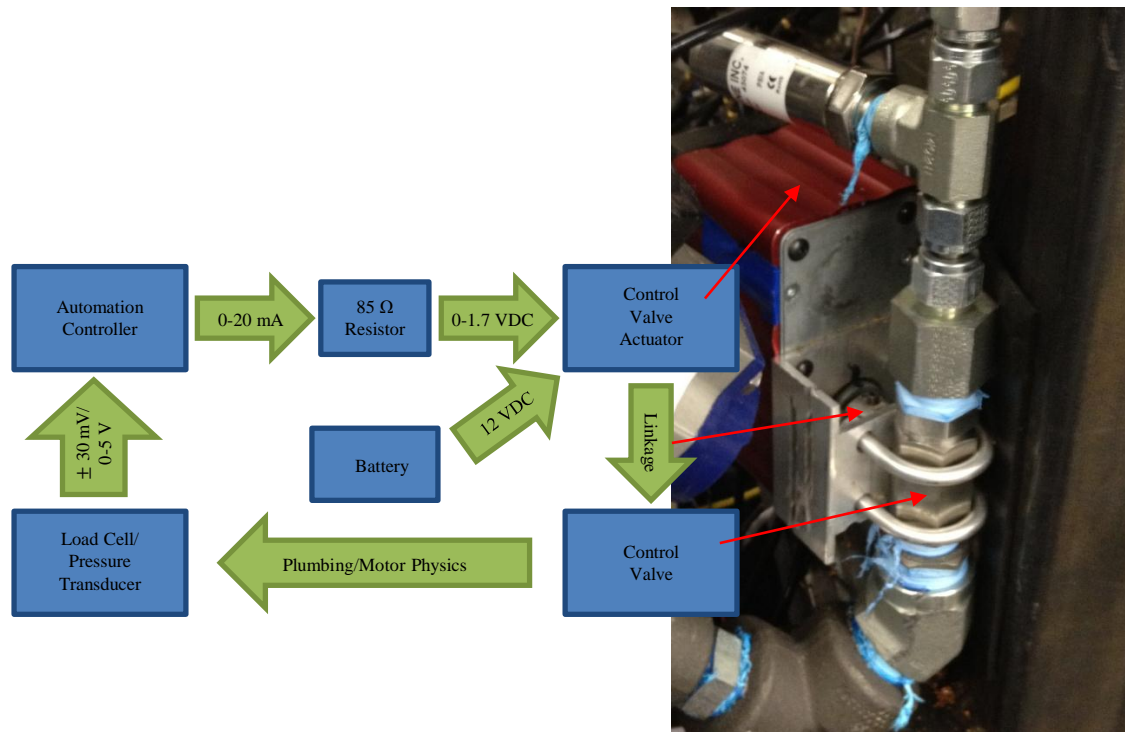 Automation
Controller
0-20 mA
85 Ω
Resistor
0-1.7 VDC
Control
Valve
Actuator
± 30 mV/
0-5 V
12 VDC
Linkage
Battery
Load Cell/
Pressure
Transducer
Plumbing/Motor Physics
Control
Valve
INC.